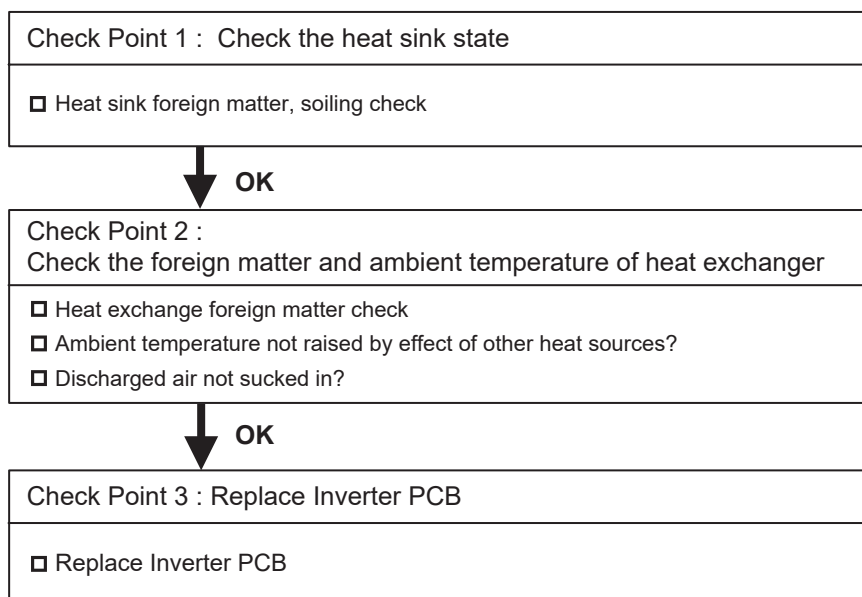 Check Point 1 : Check the heat sink state
Heat sink foreign matter, soiling check
OK
Check Point 2 :
Check the foreign matter and ambient temperature of heat exchanger
Heat exchange foreign matter check
Ambient temperature not raised by effect of other heat sources?
Discharged air not sucked in?
OK
Check Point 3 : Replace Inverter PCB
Replace Inverter PCB